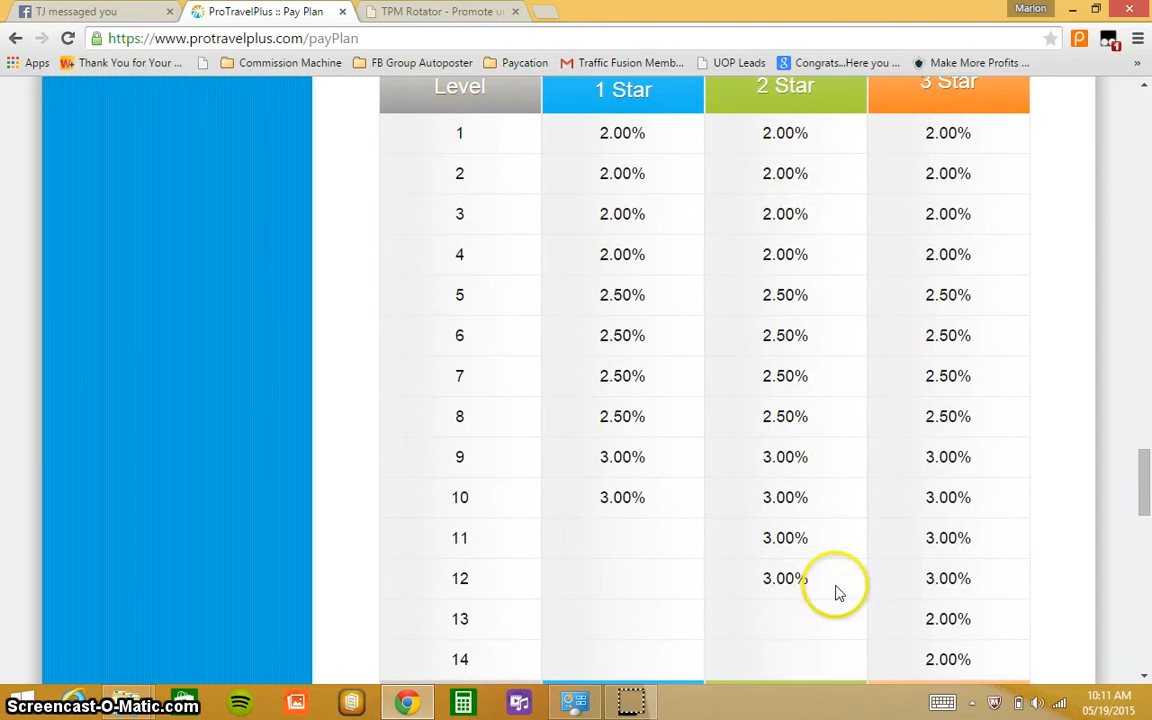 TJ messaged you
ProTravelPlus :: Pay Plan
TPM Rotator - Promote u
Marlon
https://www.protravelplus.com/payPlan
Apps
Thank You for Your ...
Commission Machine
FB Group Autoposter
Paycation
Traffic Fusion Memb...
UOP Leads
Congrats..Here you ...
Make More Profits ...
»
Level 1 Star 2 Star 3 Star
1 2.00% 2.00% 2.00%
2 2.00% 2.00% 2.00%
3 2.00% 2.00% 2.00%
4 2.00% 2.00% 2.00%
5 2.50% 2.50% 2.50%
6 2.50% 2.50% 2.50%
7 2.50% 2.50% 2.50%
8 2.50% 2.50% 2.50%
9 3.00% 3.00% 3.00%
10 3.00% 3.00% 3.00%
11 3.00% 3.00%
12 3.00% 3.00%
13 2.00%
14 2.00%
Screencast-O-Matic.com
10:11 AM
05/19/2015